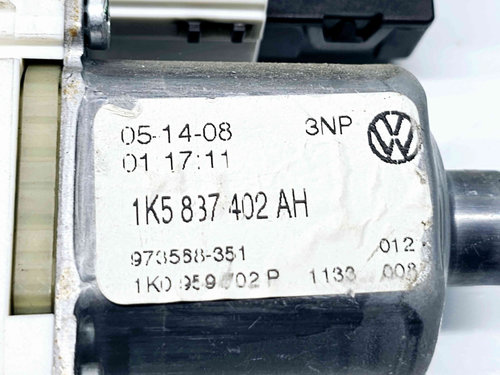 05-14-08 3NP
01 17:11
1K5 837 402 AH
973568-351 012
1K0 959 702 P 1133 008